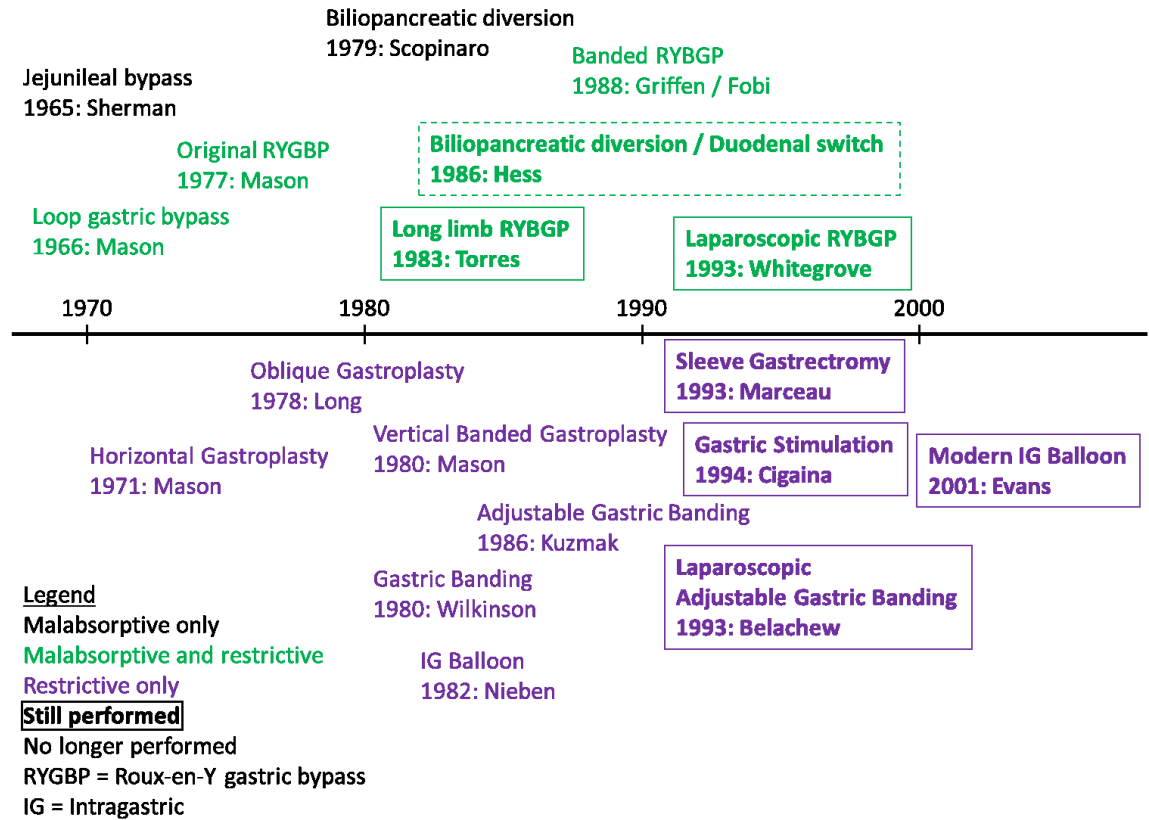 Biliopancreatic diversion
1979: Scopinaro
Banded RYBGP
1988: Griffen / Fobi
Jejunileal bypass
1965: Sherman
Original RYGBP
1977: Mason
Biliopancreatic diversion / Duodenal switch
1986: Hess
Loop gastric bypass
1966: Mason
Long limb RYBGP
1983: Torres
Laparoscopic RYBGP
1993: Whitegrove
1970
1980
1990
2000
Oblique Gastroplasty
1978: Long
Sleeve Gastrectromy
1993: Marceau
Horizontal Gastroplasty
1971: Mason
Vertical Banded Gastroplasty
1980: Mason
Gastric Stimulation
1994: Cigaina
Modern IG Balloon
2001: Evans
Adjustable Gastric Banding
1986: Kuzmak
Gastric Banding
1980: Wilkinson
Laparoscopic
Adjustable Gastric Banding
1993: Belachew
IG Balloon
1982: Nieben
Legend
Malabsorptive only
Malabsorptive and restrictive
Restrictive only
Still performed
No longer performed
RYGBP = Roux-en-Y gastric bypass
IG = Intragastric